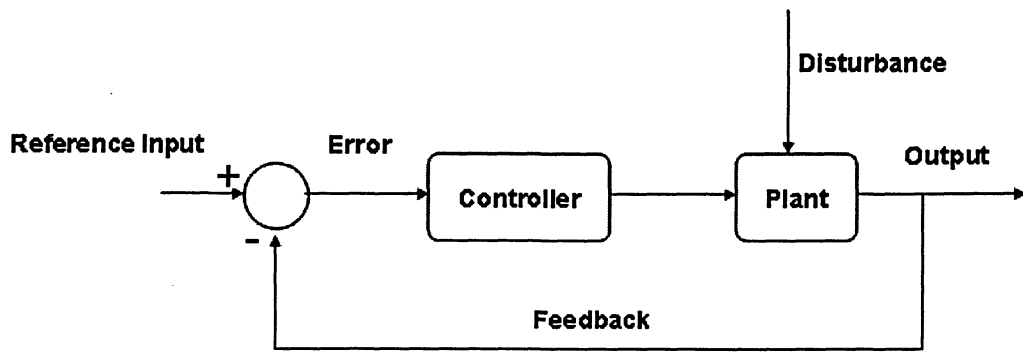 Disturbance
Reference Input
Error
Output
+
Controller
Plant
-
Feedback